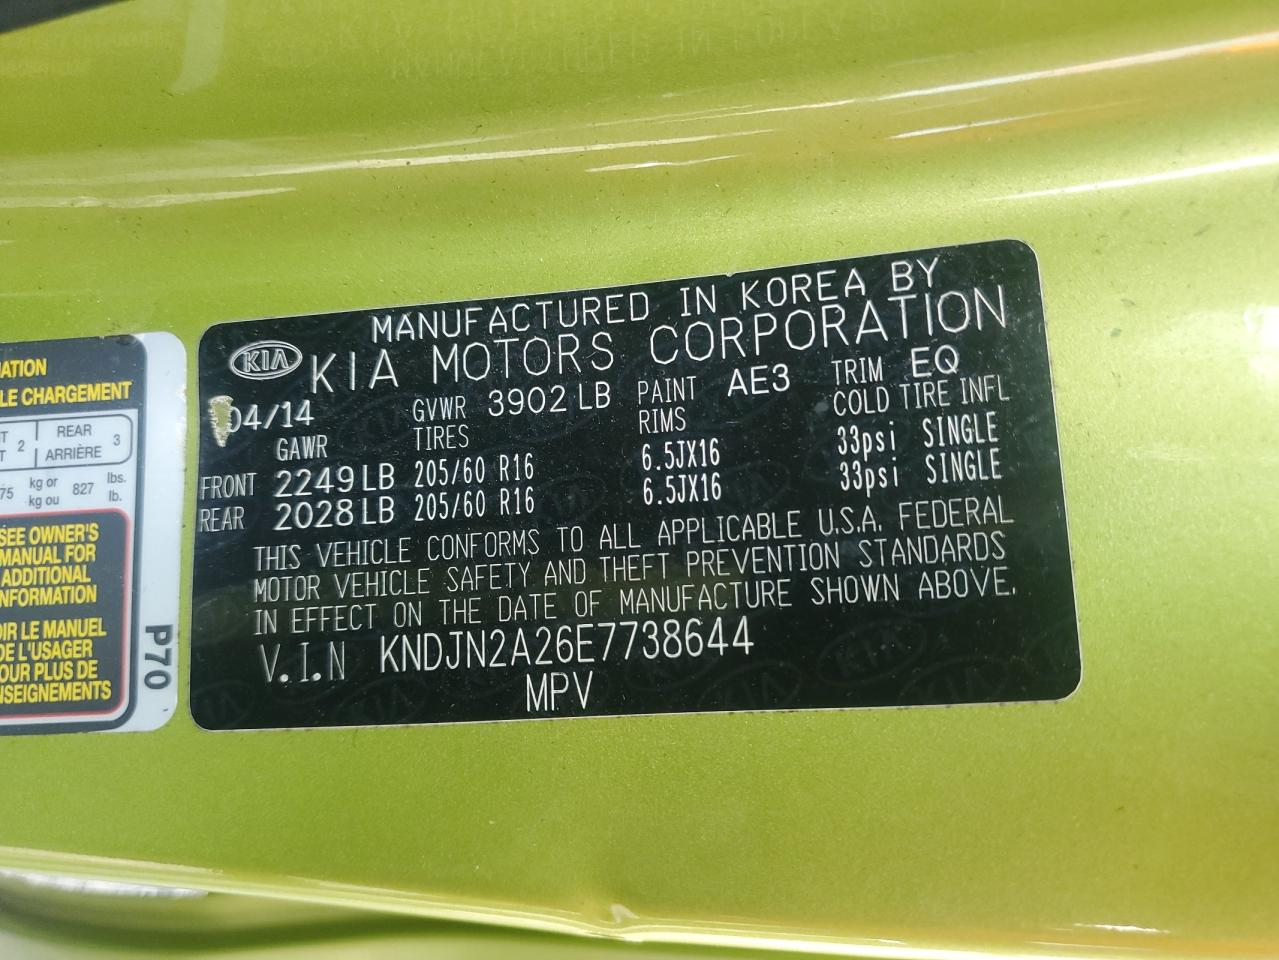 MANUFACTURED IN KOREA BY
KIA KIA MOTORS CORPORATION
04/14 GVWR 3902 LB PAINT AE3 TRIM EQ
GAWR TIRES RIMS COLD TIRE INFL
FRONT 2249 LB 205/60 R16 6.5JX16 33psi SINGLE
REAR 2028 LB 205/60 R16 6.5JX16 33psi SINGLE
THIS VEHICLE CONFORMS TO ALL APPLICABLE U.S.A. FEDERAL
MOTOR VEHICLE SAFETY AND THEFT PREVENTION STANDARDS
IN EFFECT ON THE DATE OF MANUFACTURE SHOWN ABOVE.
V.I.N KNDJN2A26E7738644
MPV
CHARGEMENT
2 REAR 3
ARRIÈRE
kg or 827 lbs.
kg ou lb.
SEE OWNER'S
MANUAL FOR
ADDITIONAL
INFORMATION
LE MANUEL
DE L'USAGER
POUR PLUS DE
P70